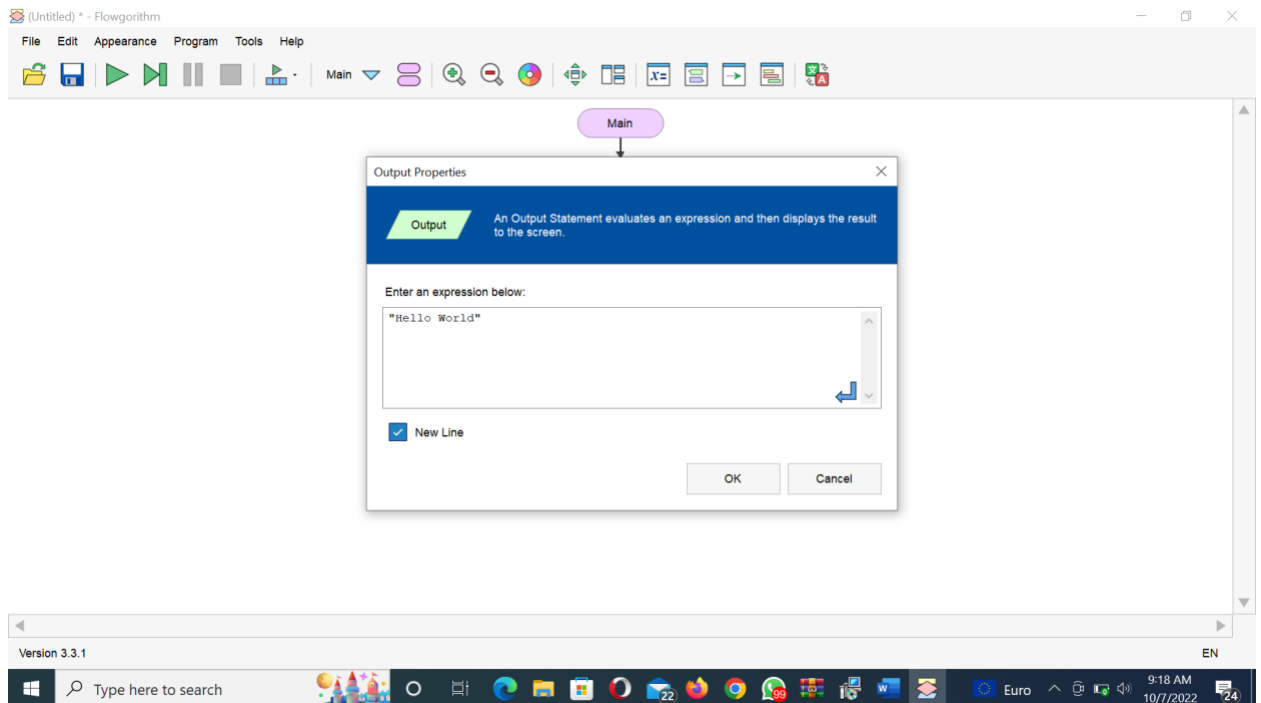 (Untitled) * - Flowgorithm
File Edit Appearance Program Tools Help
Main
x=
文
A
Main
Output Properties
Output
An Output Statement evaluates an expression and then displays the result
to the screen.
Enter an expression below:
"Hello World"
New Line
OK Cancel
Version 3.3.1
EN
Type here to search
22
99
W
Euro
9:18 AM
10/7/2022
24